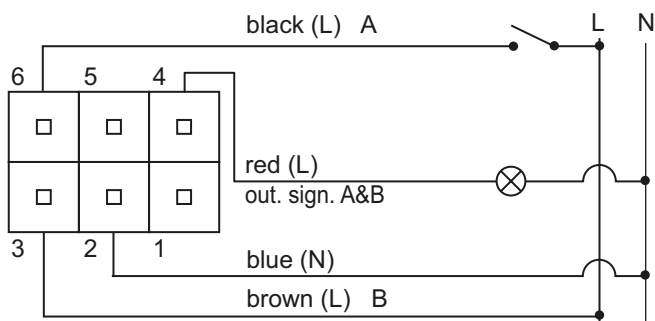 black (L) A
L N
6 5 4
red (L)
out. sign. A&B
3 2 1
blue (N)
brown (L) B